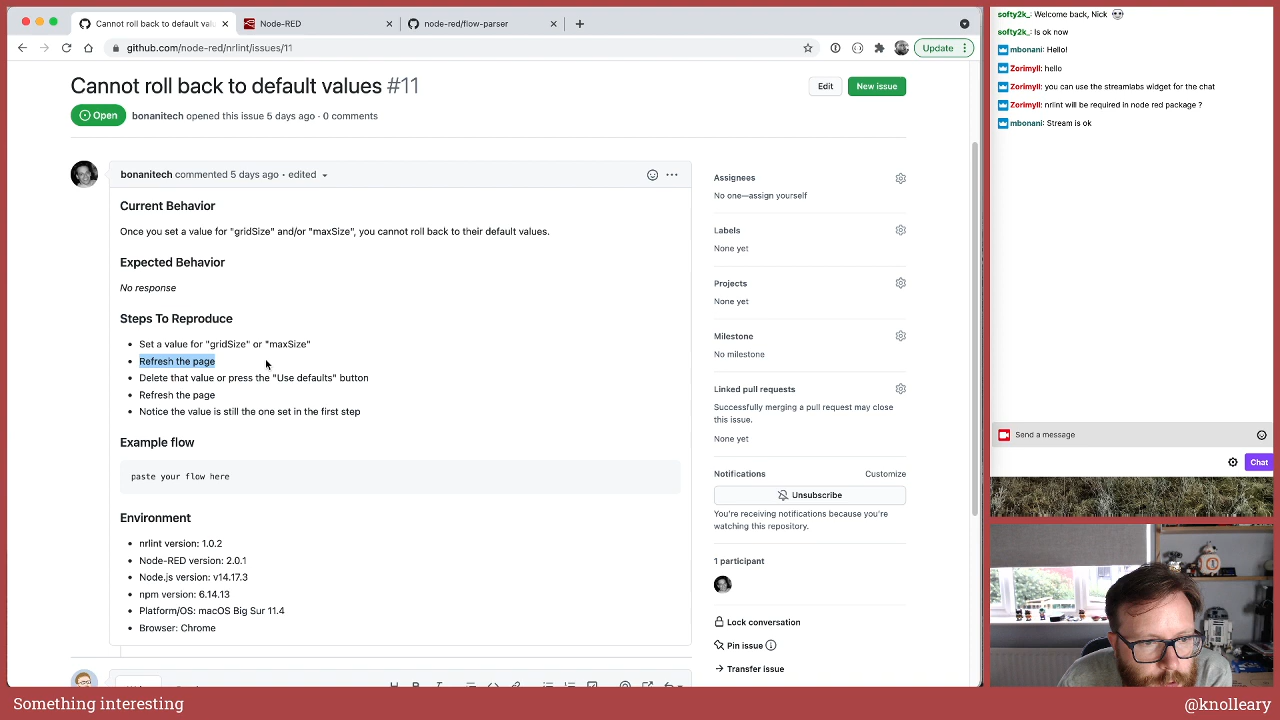 Cannot roll back to default valu
Node-RED
node-red/flow-parser
github.com/node-red/nrlint/issues/11
Update
Cannot roll back to default values #11
Edit
New issue
Open
bonanitech opened this issue 5 days ago · 0 comments
bonanitech commented 5 days ago • edited
Current Behavior
Once you set a value for "gridSize" and/or "maxSize", you cannot roll back to their default values.
Expected Behavior
No response
Steps To Reproduce
• Set a value for "gridSize" or "maxSize"
• Refresh the page
• Delete that value or press the "Use defaults" button
• Refresh the page
• Notice the value is still the one set in the first step
Example flow
paste your flow here
Environment
• nrlint version: 1.0.2
• Node-RED version: 2.0.1
• Node.js version: v14.17.3
• npm version: 6.14.13
• Platform/OS: macOS Big Sur 11.4
• Browser: Chrome
Assignees
No one—assign yourself
Labels
None yet
Projects
None yet
Milestone
No milestone
Linked pull requests
Successfully merging a pull request may close
this issue.
None yet
Notifications
Customize
Unsubscribe
You're receiving notifications because you're
watching this repository.
1 participant
Lock conversation
Pin issue
Transfer issue
softy2k_: Welcome back, Nick
softy2k_: Is ok now
mbonani: Hello!
Zorimyll: hello
Zorimyll: you can use the streamlabs widget for the chat
Zorimyll: nrlint will be required in node red package ?
mbonani: Stream is ok
Send a message
Chat
Something interesting
@knolleary